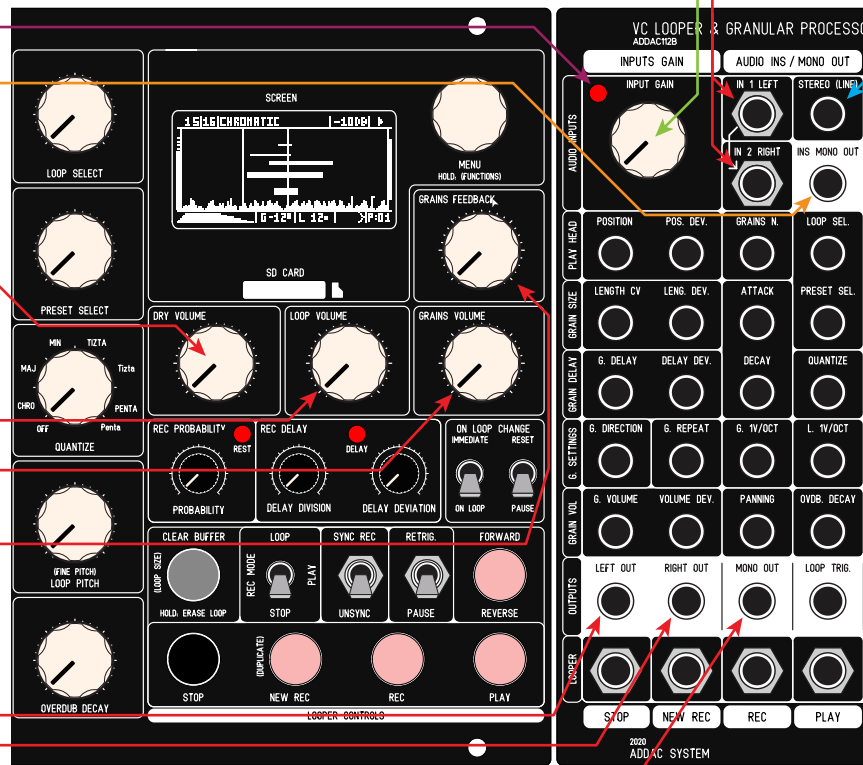 VC LOOPER & GRANULAR PROCESSO
ADDAC112B
INPUTS GAIN
AUDIO INS / MONO OUT
LOOP SELECT
PRESET SELECT
MIN
TIZTA
MAJ
Tizta
CHRO
PENTA
OFF
Penta
QUANTIZE
(FINE PITCH)
LOOP PITCH
OVERDUB DECAY
SCREEN
15|16|CHROMATIC
|-10DB|
SD CARD
MENU
HOLD: (FUNCTIONS)
GRAINS FEEDBACK
DRY VOLUME
LOOP VOLUME
GRAINS VOLUME
REC PROBABILITY
REST
PROBABILITY
REC DELAY
DELAY
DELAY DIVISION
DELAY DEVIATION
ON LOOP CHANGE
IMMEDIATE
RESET
ON LOOP
PAUSE
CLEAR BUFFER
(LOOP SIZE)
HOLD: ERASE LOOP
LOOP
REC MODE
PLAY
STOP
SYNC REC
UNSYNC
RETRIG.
PAUSE
FORWARD
REVERSE
STOP
(DUPLICATE)
NEW REC
REC
PLAY
LOOPER CONTROLS
AUDIO INPUTS
INPUT GAIN
IN 1 LEFT
STEREO (LINE)
IN 2 RIGHT
INS MONO OUT
PLAY HEAD
POSITION
POS. DEV.
GRAINS N.
LOOP SEL.
GRAIN SIZE
LENGTH CV
LENG. DEV.
ATTACK
PRESET SEL.
GRAIN DELAY
G. DELAY
DELAY DEV.
DECAY
QUANTIZE
G. SETTINGS
G. DIRECTION
G. REPEAT
G. 1V/OCT
L. 1V/OCT
GRAIN VOL
G. VOLUME
VOLUME DEV.
PANNING
OVDB. DECAY
OUTPUTS
LEFT OUT
RIGHT OUT
MONO OUT
LOOP TRIG.
LOOPER
STOP
NEW REC
REC
PLAY
2020
ADDAC SYSTEM